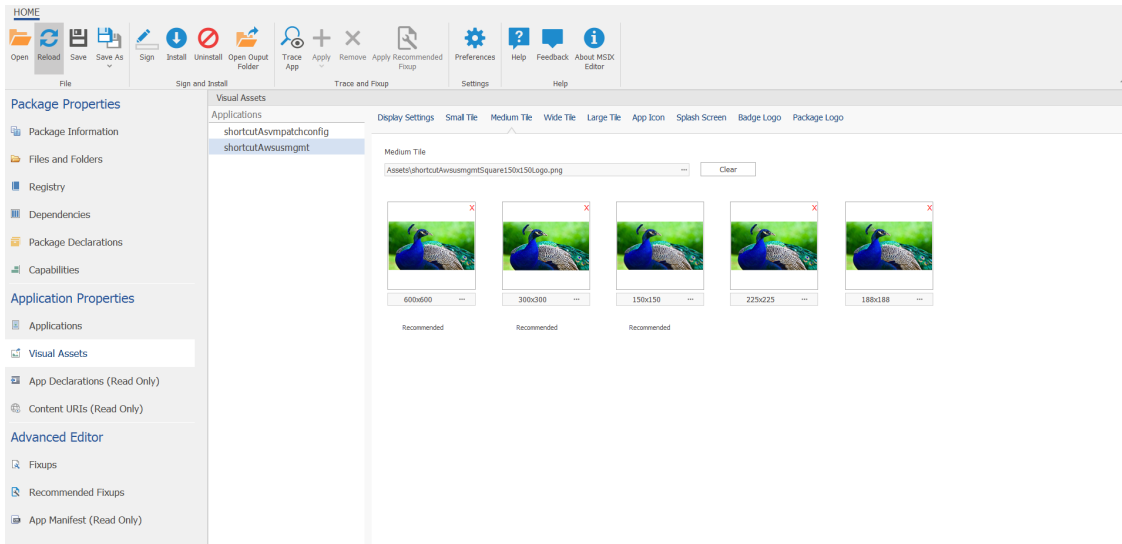 HOME
Open Reload Save Save As Sign Install Uninstall Open Ouput Folder Trace App Apply Remove Apply Recommended Fixup Preferences Help Feedback About MSIX Editor
File Sign and Install Trace and Fixup Settings Help
Package Properties
Package Information
Files and Folders
Registry
Dependencies
Package Declarations
Capabilities
Application Properties
Applications
Visual Assets
App Declarations (Read Only)
Content URIs (Read Only)
Advanced Editor
Fixups
Recommended Fixups
App Manifest (Read Only)
Visual Assets
Applications
shortcutAsvmpatchconfig
shortcutAwsusmgmt
Display Settings Small Tile Medium Tile Wide Tile Large Tile App Icon Splash Screen Badge Logo Package Logo
Medium Tile
Assets\shortcutAwsusmgmtSquare150x150Logo.png ... Clear
X X X X
600x600 ... 300x300 ... 150x150 ... 225x225 ... 188x188 ...
Recommended Recommended Recommended